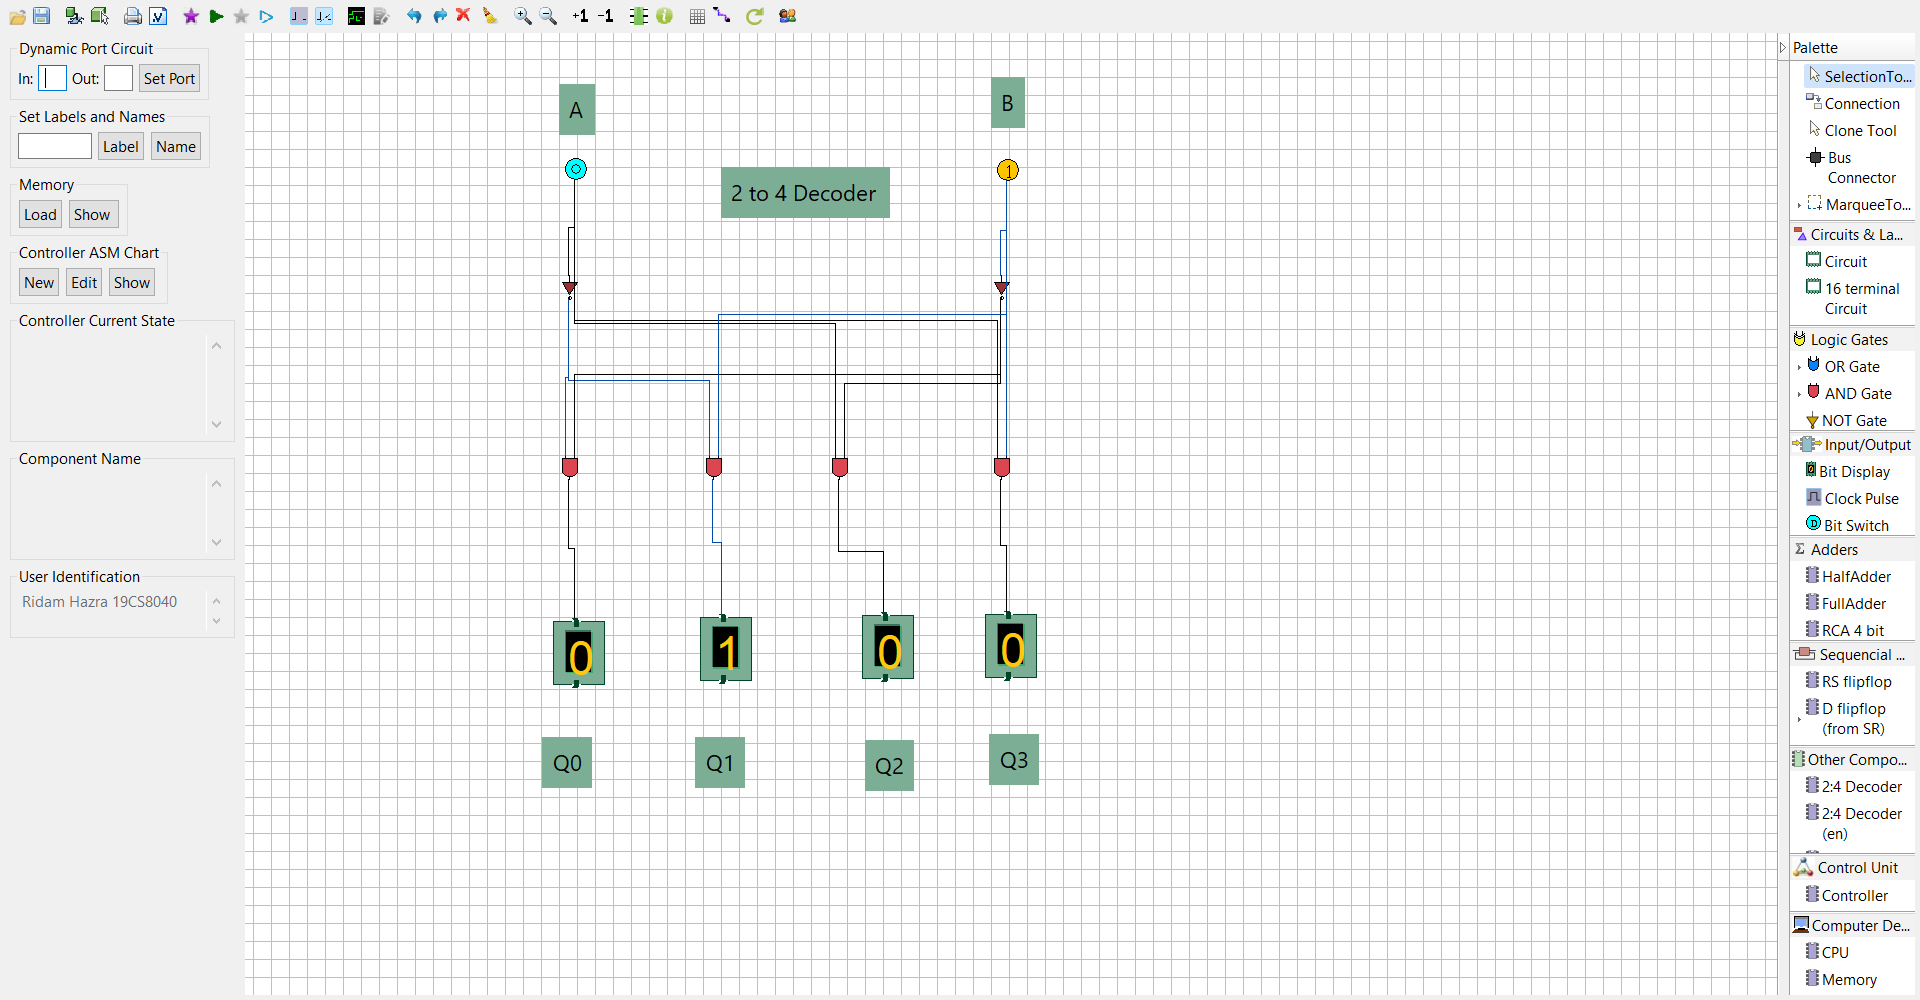 +1 -1
Dynamic Port Circuit
In: Out: Set Port
Set Labels and Names
Label Name
Memory
Load Show
Controller ASM Chart
New Edit Show
Controller Current State
Component Name
User Identification
Ridam Hazra 19CS8040
A
B
0
1
2 to 4 Decoder
0
1
0
0
Q0
Q1
Q2
Q3
Palette
SelectionTo...
Connection
Clone Tool
Bus
Connector
MarqueeTo...
Circuits & La...
Circuit
16 terminal
Circuit
Logic Gates
OR Gate
AND Gate
NOT Gate
Input/Output
Bit Display
Clock Pulse
Bit Switch
Adders
HalfAdder
FullAdder
RCA 4 bit
Sequencial ...
RS flipflop
D flipflop
(from SR)
Other Compo...
2:4 Decoder
2:4 Decoder
(en)
Control Unit
Controller
Computer De...
CPU
Memory